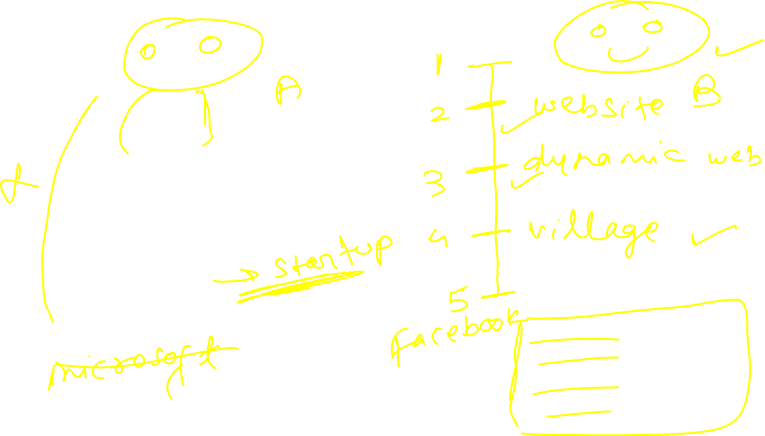 A
1
2 website B
3 dynamic web
4 village
→ startup
5
facebook
microsoft